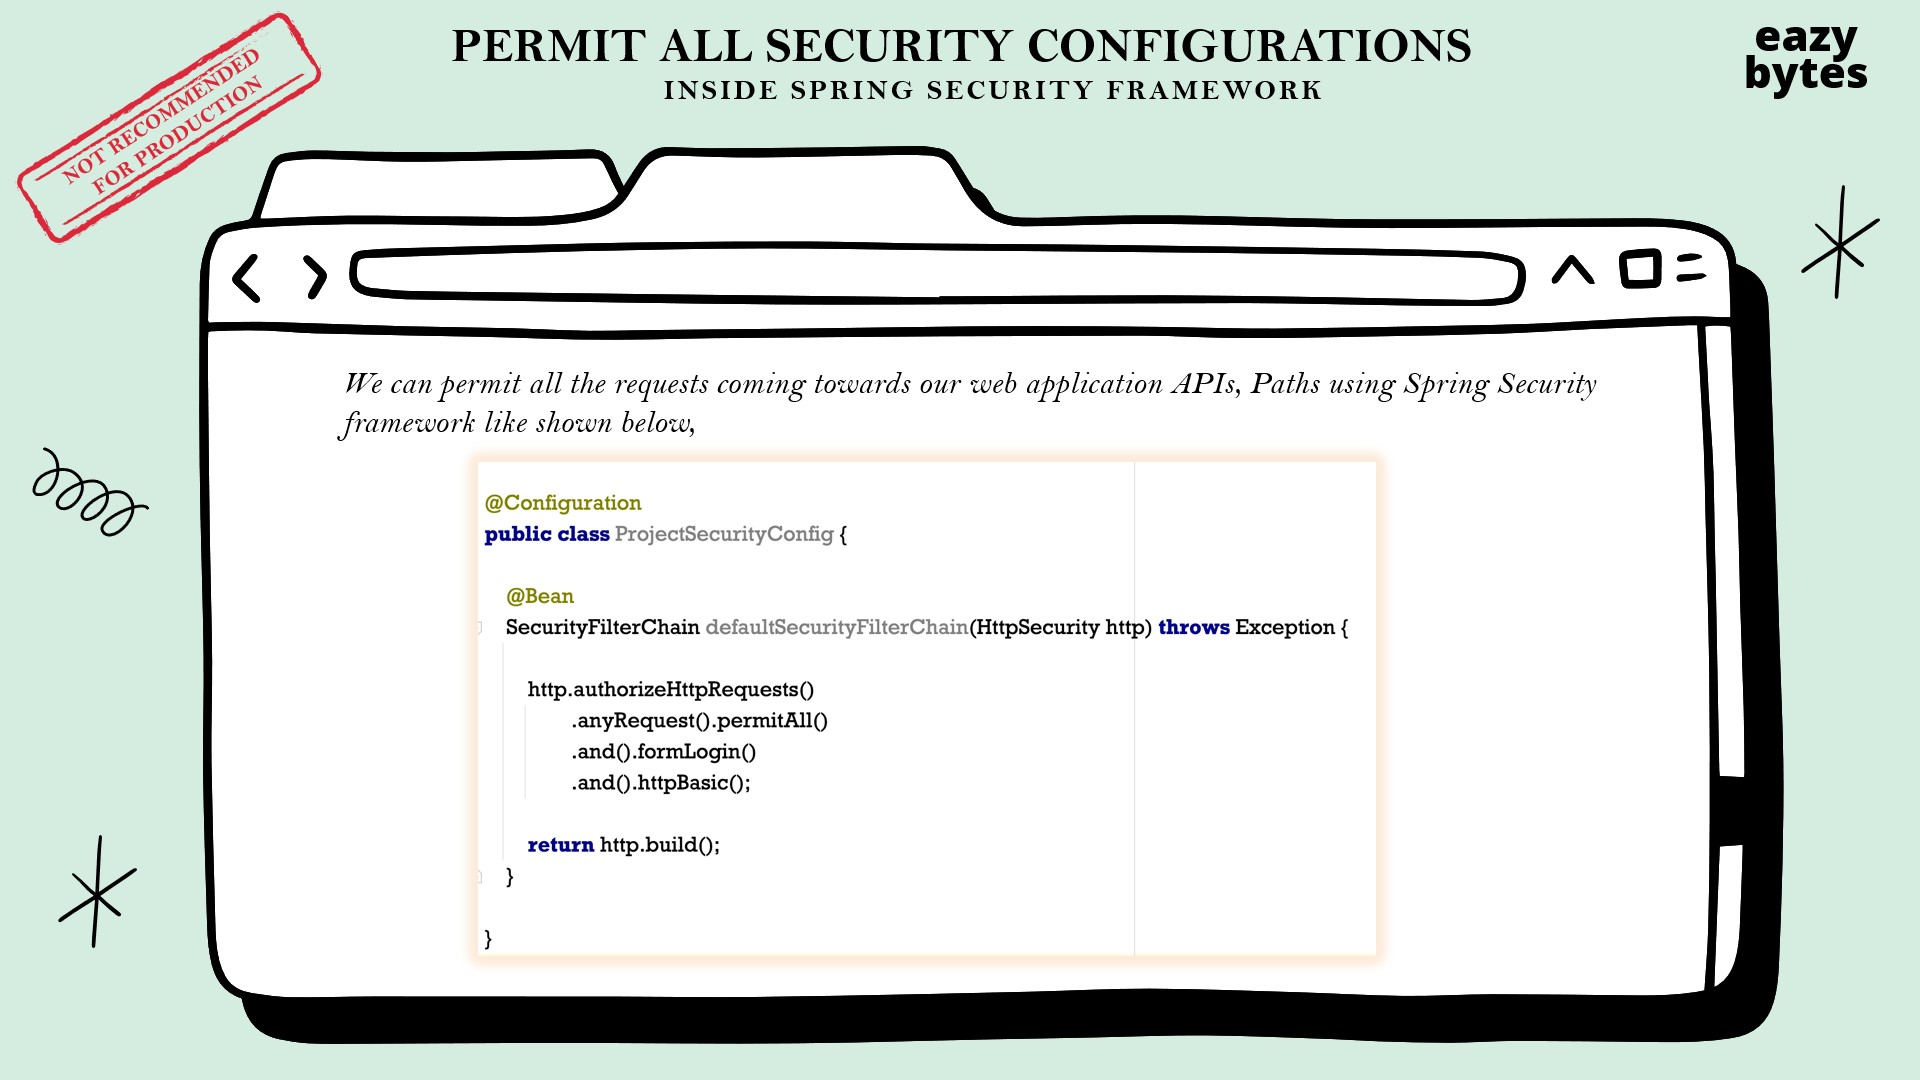 NOT RECOMMENDED
FOR PRODUCTION
PERMIT ALL SECURITY CONFIGURATIONS
INSIDE SPRING SECURITY FRAMEWORK
eazy
bytes
We can permit all the requests coming towards our web application APIs, Paths using Spring Security
framework like shown below,
@Configuration
public class ProjectSecurityConfig {
@Bean
SecurityFilterChain defaultSecurityFilterChain(HttpSecurity http) throws Exception {
http.authorizeHttpRequests()
.anyRequest().permitAll()
.and().formLogin()
.and().httpBasic();
return http.build();
}
}